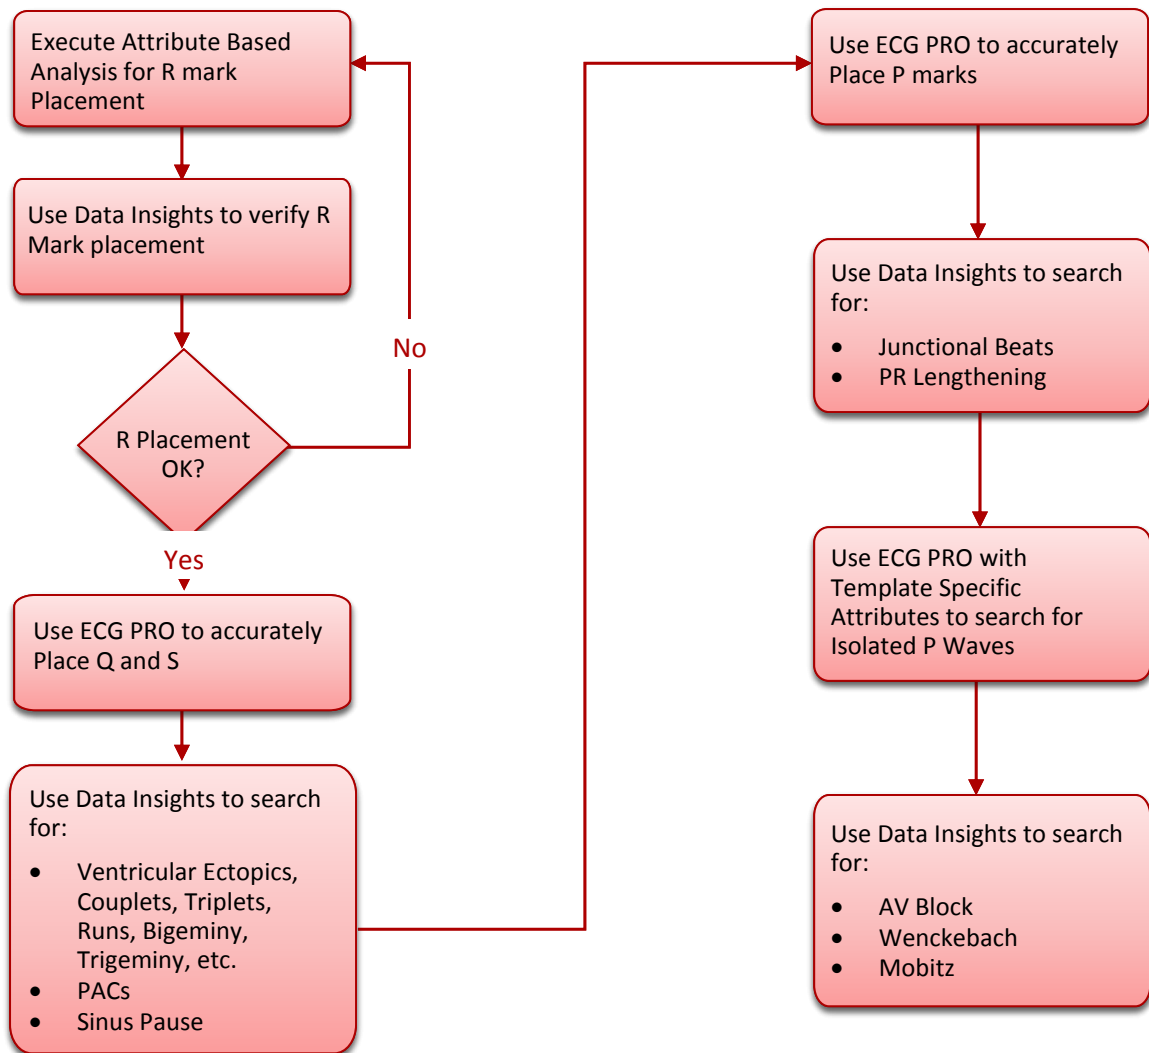 Execute Attribute Based
Analysis for R mark
Placement
Use Data Insights to verify R
Mark placement
R Placement
OK?
No
Yes
Use ECG PRO to accurately
Place Q and S
Use Data Insights to search
for:
• Ventricular Ectopics,
Couplets, Triplets,
Runs, Bigeminy,
Trigeminy, etc.
• PACs
• Sinus Pause
Use ECG PRO to accurately
Place P marks
Use Data Insights to search
for:
• Junctional Beats
• PR Lengthening
Use ECG PRO with
Template Specific
Attributes to search for
Isolated P Waves
Use Data Insights to search
for:
• AV Block
• Wenckebach
• Mobitz